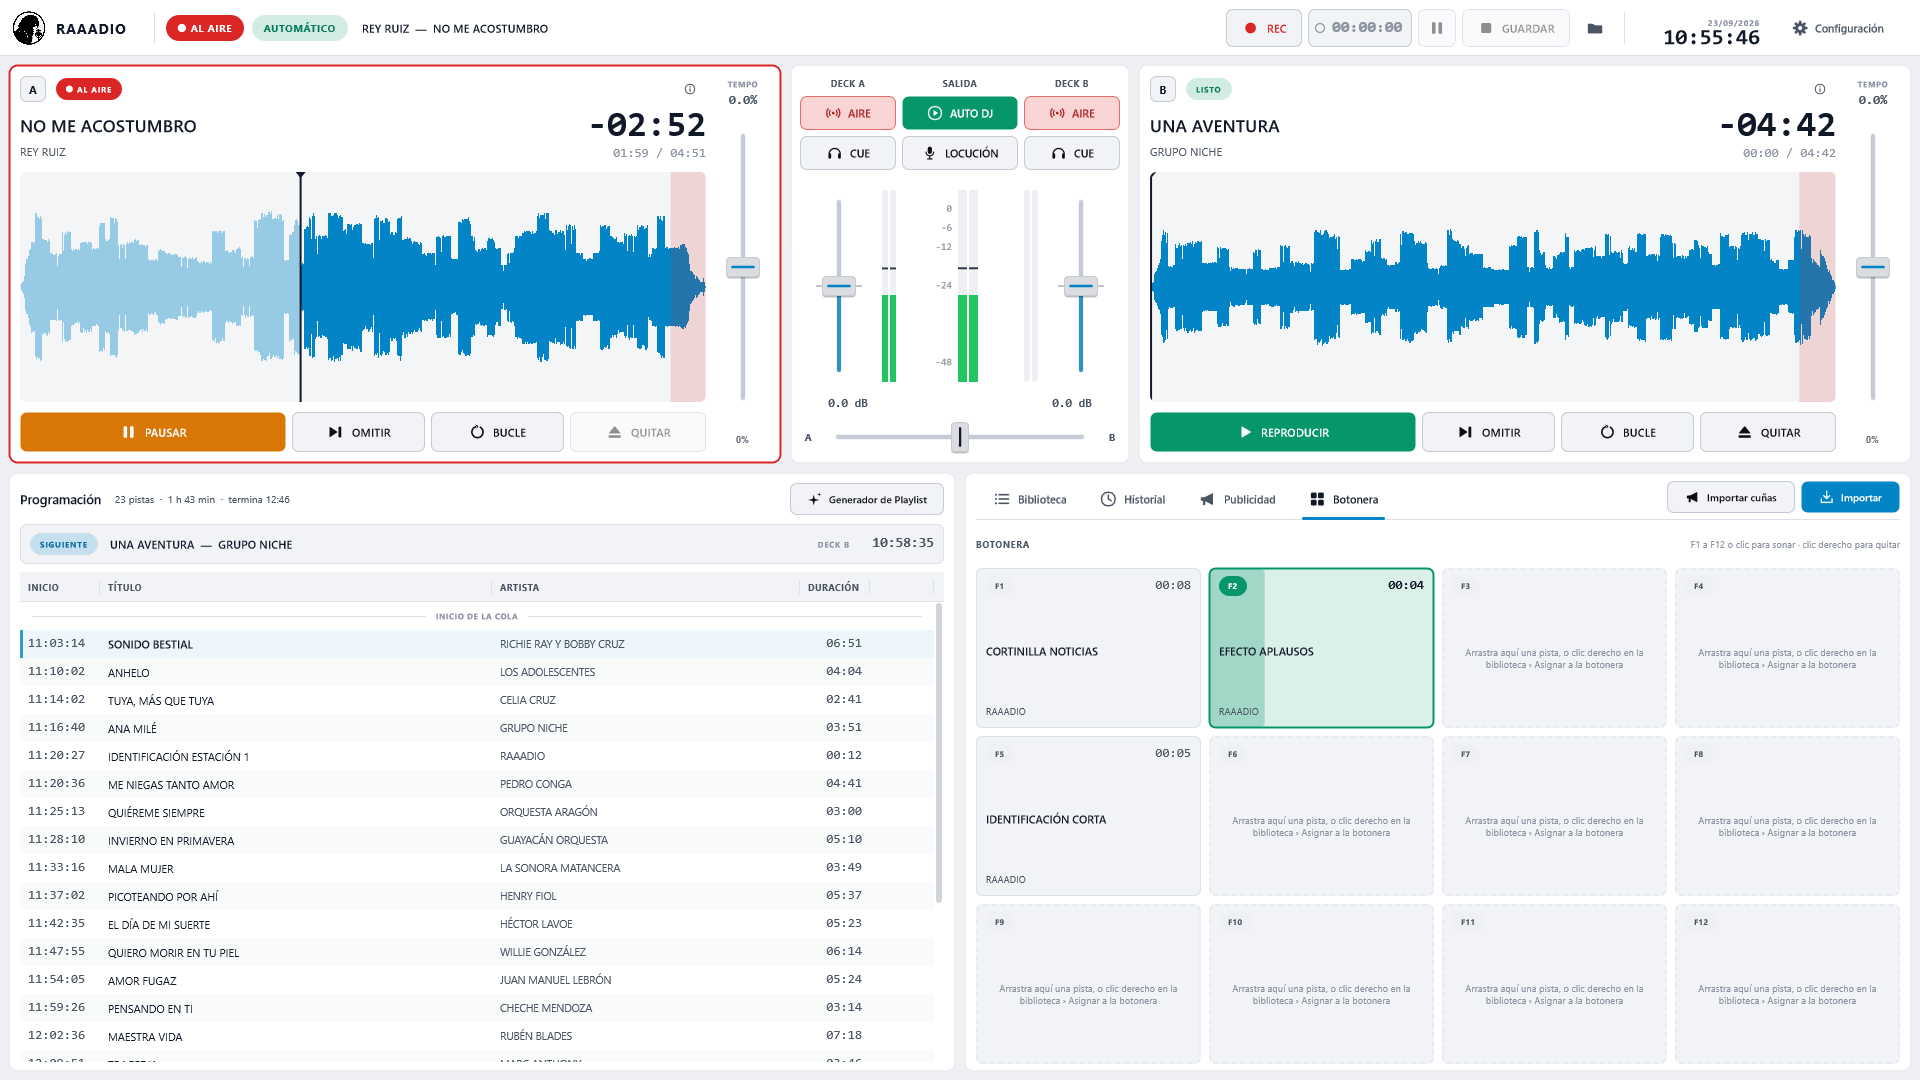 RAAADIO
AL AIRE
AUTOMÁTICO
REY RUIZ — NO ME ACOSTUMBRO
REC
00:00:00
GUARDAR
23/09/2026
10:55:46
Configuración
A
AL AIRE
TEMPO
0.0%
NO ME ACOSTUMBRO
-02:52
REY RUIZ
01:59 / 04:51
PAUSAR
OMITIR
BUCLE
QUITAR
0%
DECK A
SALIDA
DECK B
AIRE
AUTO DJ
AIRE
CUE
LOCUCIÓN
CUE
0
-6
-12
-24
-48
0.0 dB
0.0 dB
A
B
B
LISTO
TEMPO
0.0%
UNA AVENTURA
-04:42
GRUPO NICHE
00:00 / 04:42
REPRODUCIR
OMITIR
BUCLE
QUITAR
0%
Programación
23 pistas · 1 h 43 min · termina 12:46
Generador de Playlist
SIGUIENTE
UNA AVENTURA — GRUPO NICHE
DECK B
10:58:35
INICIO TÍTULO ARTISTA DURACIÓN
INICIO DE LA COLA
11:03:14 SONIDO BESTIAL RICHIE RAY Y BOBBY CRUZ 06:51
11:10:02 ANHELO LOS ADOLESCENTES 04:04
11:14:02 TUYA, MÁS QUE TUYA CELIA CRUZ 02:41
11:16:40 ANA MILÉ GRUPO NICHE 03:51
11:20:27 IDENTIFICACIÓN ESTACIÓN 1 RAAADIO 00:12
11:20:36 ME NIEGAS TANTO AMOR PEDRO CONGA 04:41
11:25:13 QUIÉREME SIEMPRE ORQUESTA ARAGÓN 03:00
11:28:10 INVIERNO EN PRIMAVERA GUAYACÁN ORQUESTA 05:10
11:33:16 MALA MUJER LA SONORA MATANCERA 03:49
11:37:02 PICOTEANDO POR AHÍ HENRY FIOL 05:37
11:42:35 EL DÍA DE MI SUERTE HÉCTOR LAVOE 05:23
11:47:55 QUIERO MORIR EN TU PIEL WILLIE GONZÁLEZ 06:14
11:54:05 AMOR FUGAZ JUAN MANUEL LEBRÓN 05:24
11:59:26 PENSANDO EN TI CHECHE MENDOZA 03:14
12:02:36 MAESTRA VIDA RUBÉN BLADES 07:18
Biblioteca
Historial
Publicidad
Botonera
Importar cuñas
Importar
BOTONERA
F1 a F12 o clic para sonar · clic derecho para quitar
F1
00:08
CORTINILLA NOTICIAS
RAAADIO
F2
00:04
EFECTO APLAUSOS
RAAADIO
F3
Arrastra aquí una pista, o clic derecho en la
biblioteca › Asignar a la botonera
F4
Arrastra aquí una pista, o clic derecho en la
biblioteca › Asignar a la botonera
F5
00:05
IDENTIFICACIÓN CORTA
RAAADIO
F6
Arrastra aquí una pista, o clic derecho en la
biblioteca › Asignar a la botonera
F7
Arrastra aquí una pista, o clic derecho en la
biblioteca › Asignar a la botonera
F8
Arrastra aquí una pista, o clic derecho en la
biblioteca › Asignar a la botonera
F9
Arrastra aquí una pista, o clic derecho en la
biblioteca › Asignar a la botonera
F10
Arrastra aquí una pista, o clic derecho en la
biblioteca › Asignar a la botonera
F11
Arrastra aquí una pista, o clic derecho en la
biblioteca › Asignar a la botonera
F12
Arrastra aquí una pista, o clic derecho en la
biblioteca › Asignar a la botonera